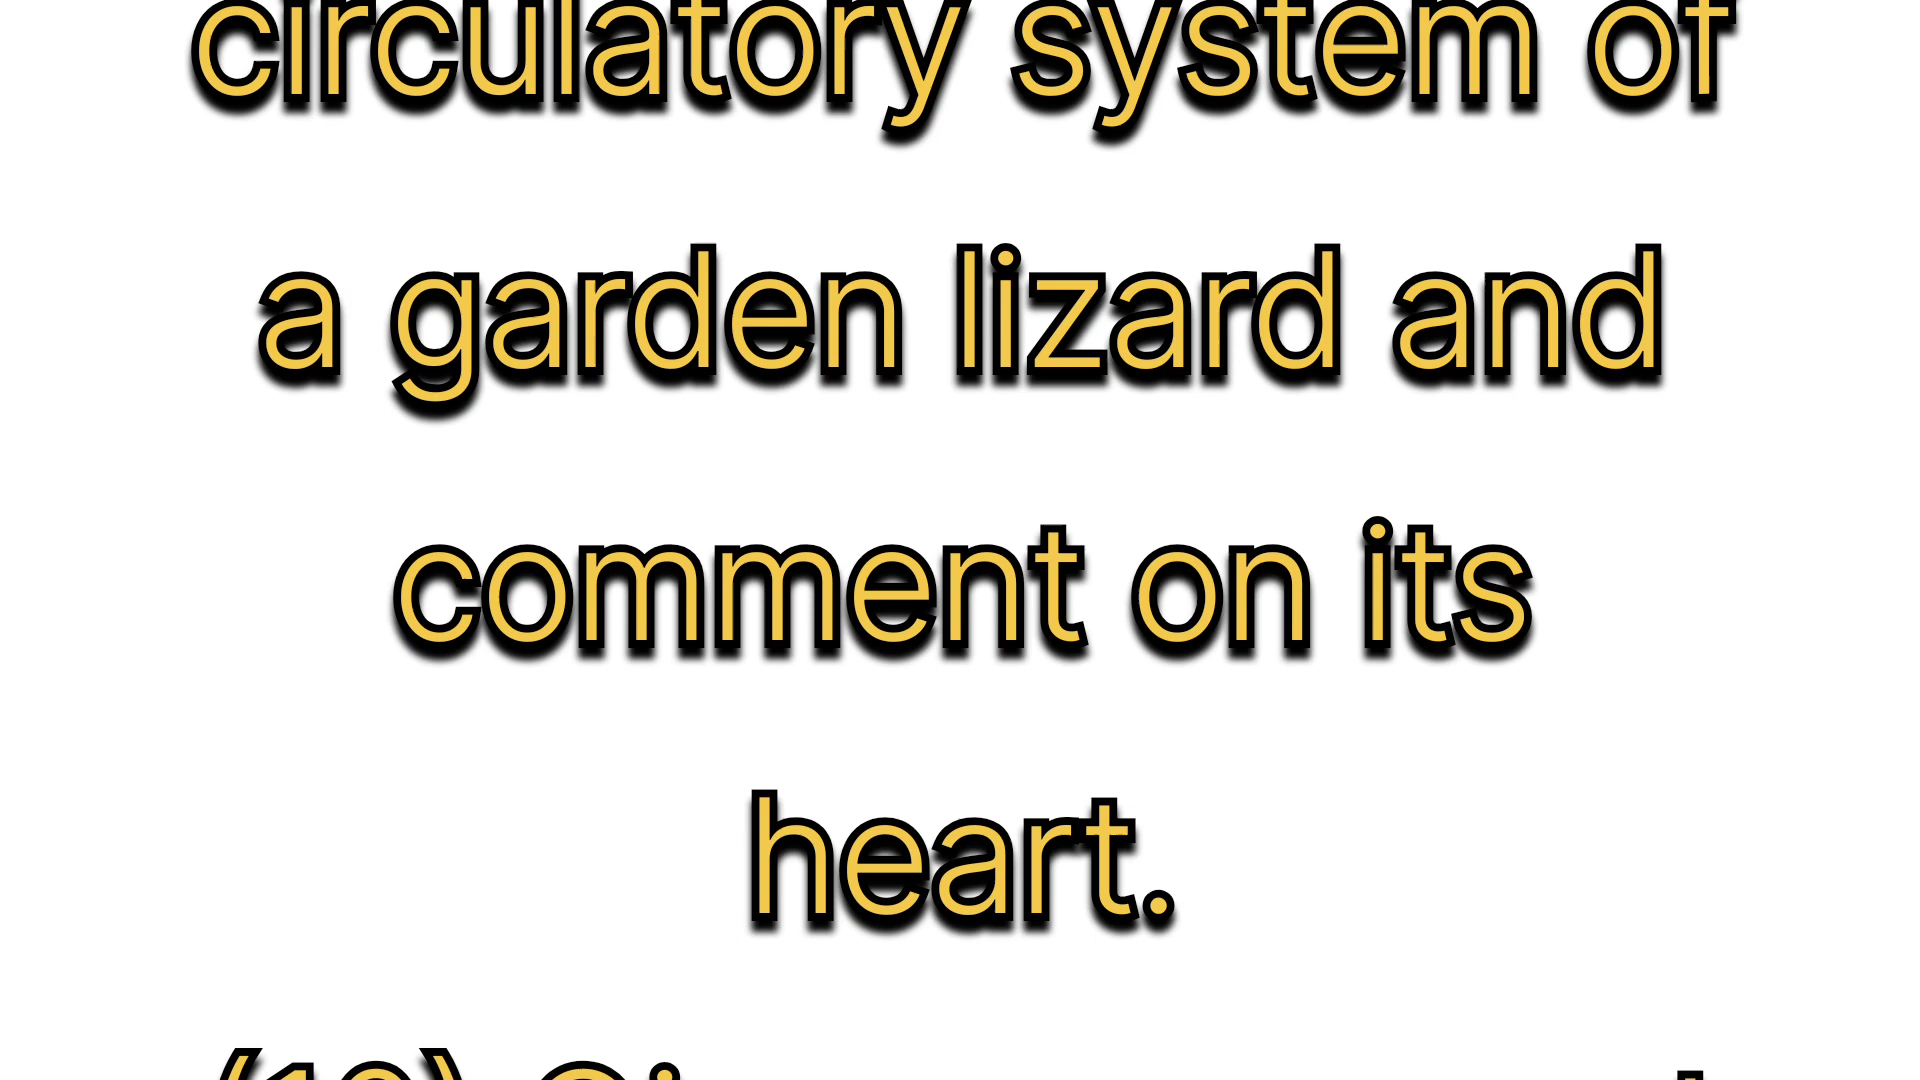 circulatory system of
a garden lizard and
comment on its
heart.